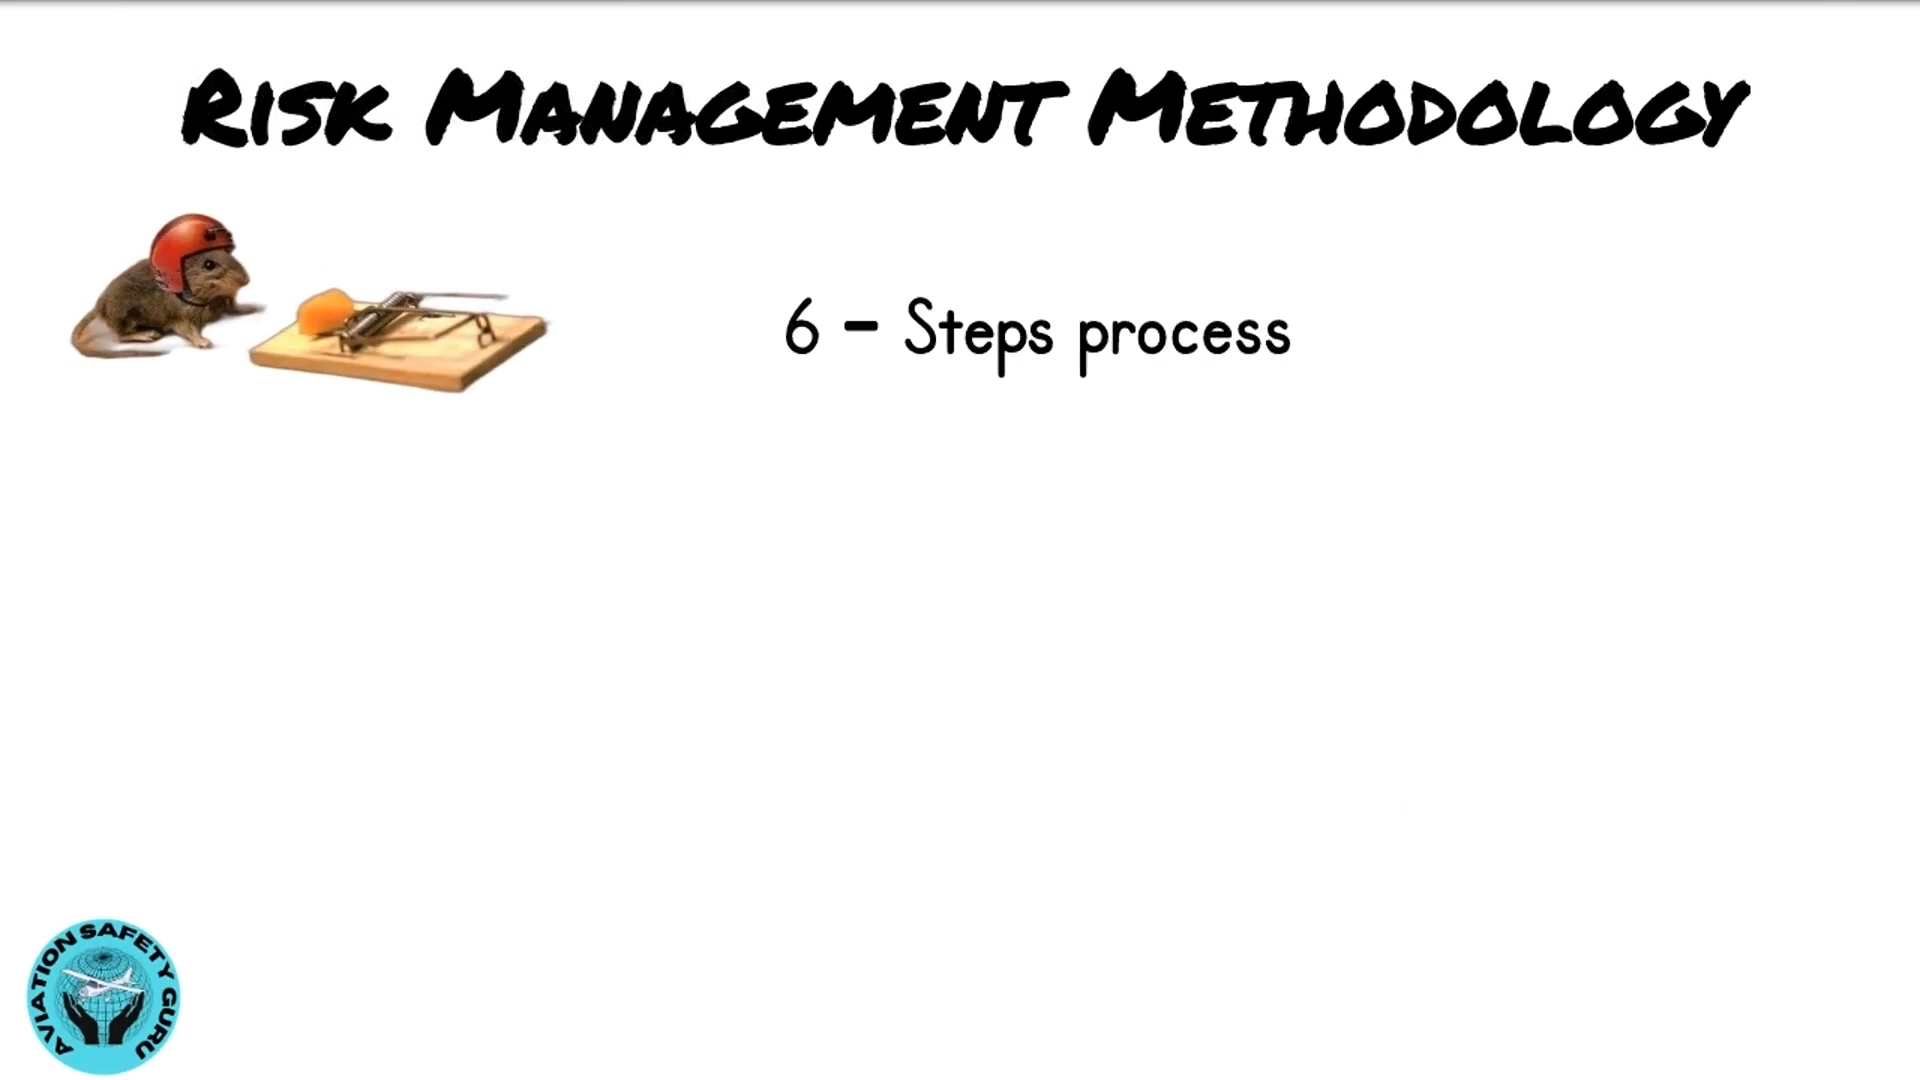 Risk Management Methodology
6 - Steps process
AVIATION SAFETY GURU